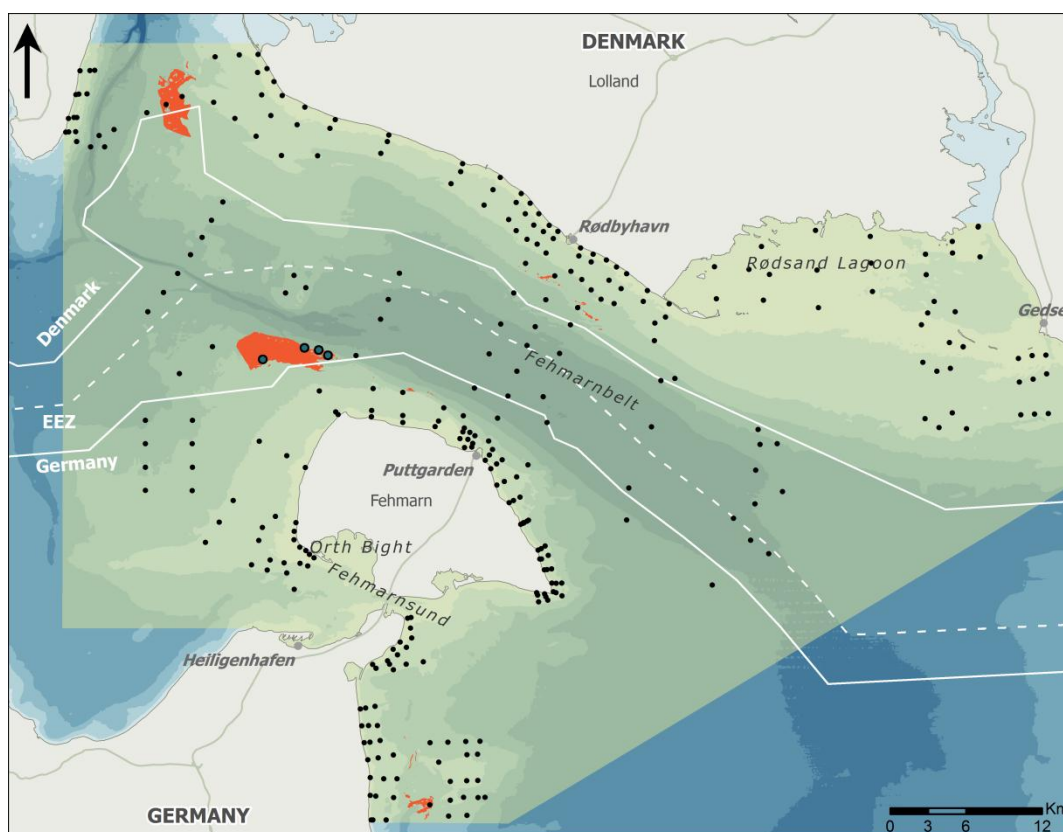 DENMARK
Lolland
Rødbyhavn
Rødsand Lagoon
Gedse
Denmark
Fehmarnbelt
EEZ
Germany
Puttgarden
Fehmarn
Orth Bight
Fehmarnsund
Heiligenhafen
GERMANY
Km
0 3 6 12